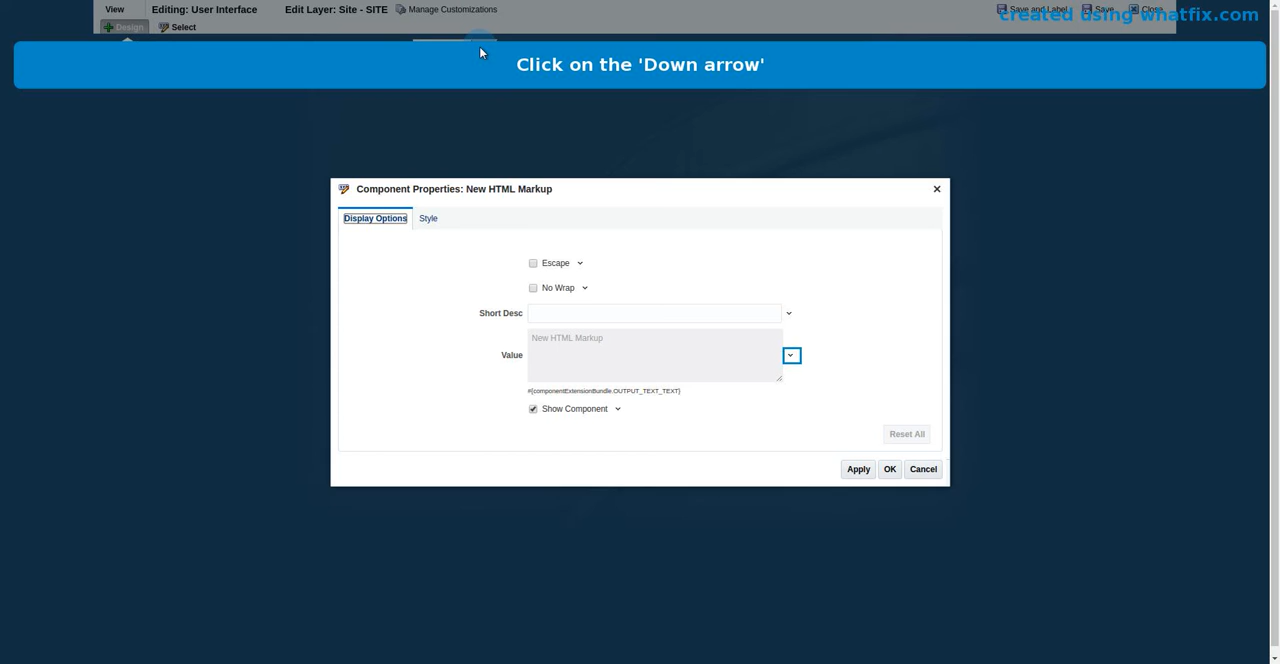 View Editing: User Interface Edit Layer: Site - SITE Manage Customizations Save and Label Save Close
created using whatfix.com
Design Select
Click on the 'Down arrow'
Component Properties: New HTML Markup
Display Options Style
Escape
No Wrap
Short Desc
New HTML Markup
Value
#{componentExtensionBundle.OUTPUT_TEXT_TEXT}
Show Component
Reset All
Apply OK Cancel